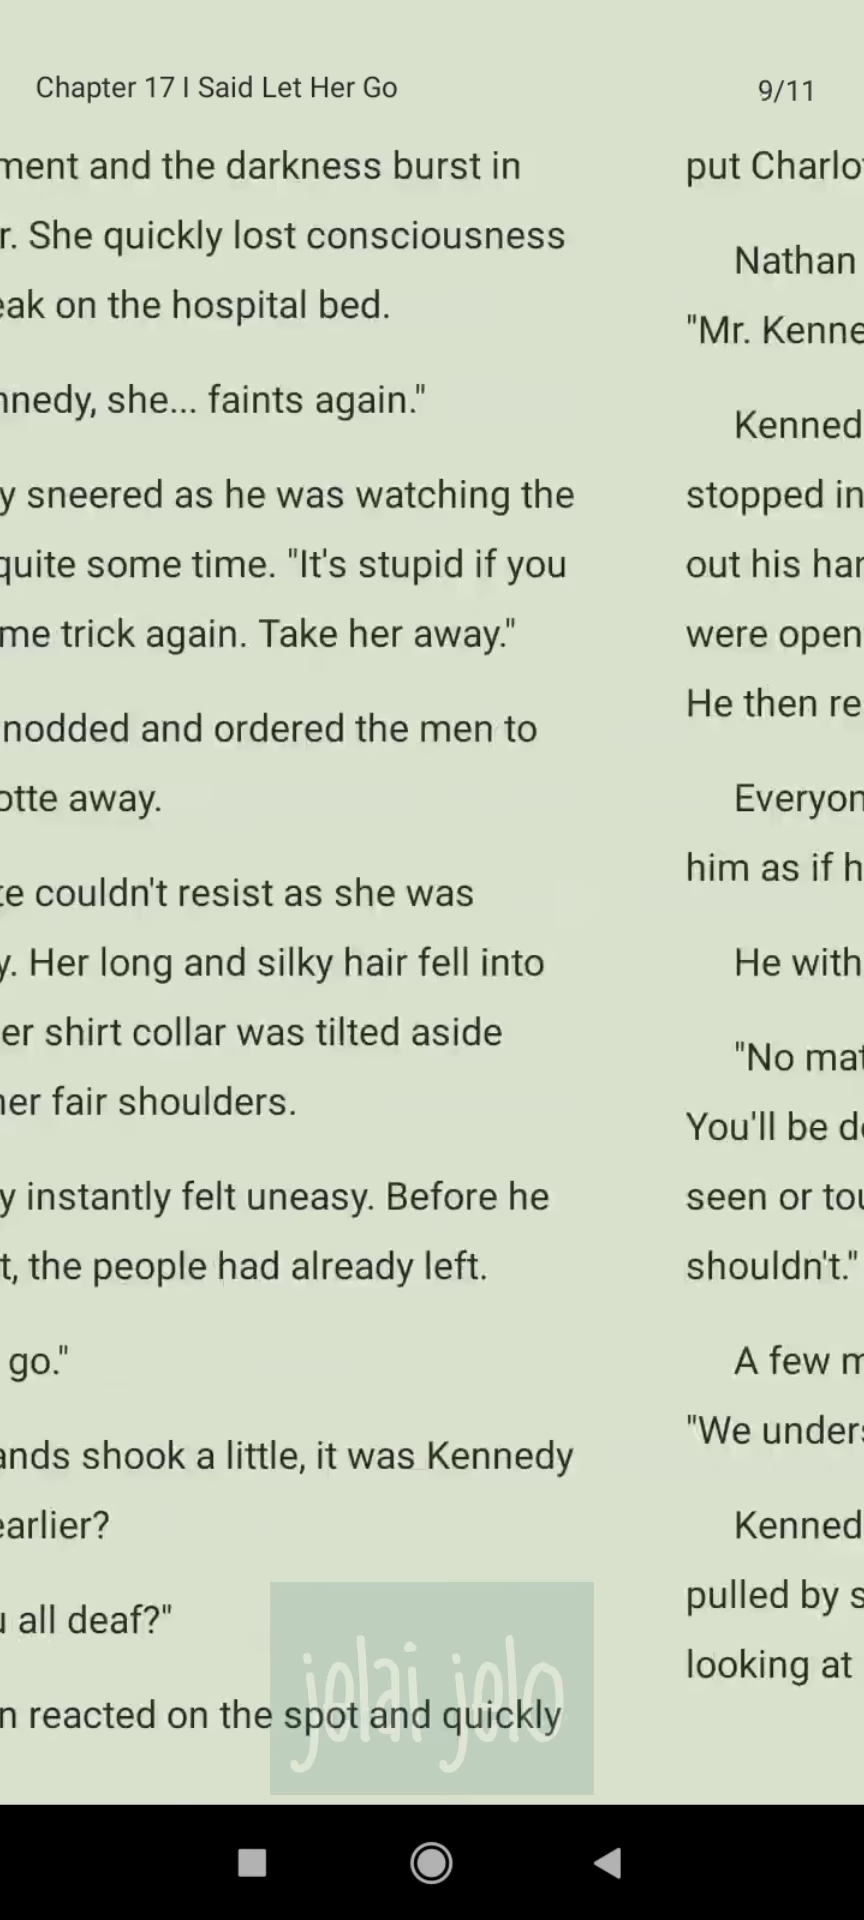 Chapter 17 I Said Let Her Go
9/11
ment and the darkness burst in
r. She quickly lost consciousness
eak on the hospital bed.
nnedy, she... faints again."
y sneered as he was watching the
quite some time. "It's stupid if you
me trick again. Take her away."
nodded and ordered the men to
otte away.
te couldn't resist as she was
y. Her long and silky hair fell into
er shirt collar was tilted aside
her fair shoulders.
y instantly felt uneasy. Before he
t, the people had already left.
go."
ands shook a little, it was Kennedy
earlier?
u all deaf?"
n reacted on the spot and quickly
put Charlo
Nathan
"Mr. Kenne
Kenned
stopped in
out his har
were open
He then re
Everyon
him as if h
He with
"No mat
You'll be d
seen or tou
shouldn't."
A few m
"We unders
Kenned
pulled by s
looking at
jelai jelo